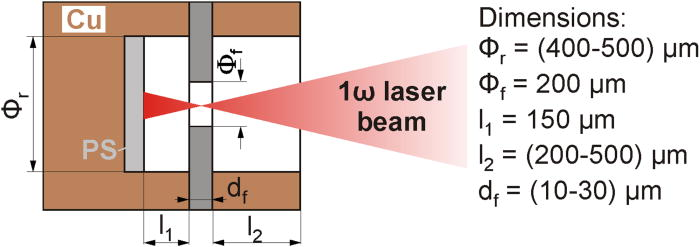 Cu
Φr
PS
Φf
1ω laser
beam
df
l1
l2
Dimensions:
Φr = (400-500) µm
Φf = 200 µm
l1 = 150 µm
l2 = (200-500) µm
df = (10-30) µm